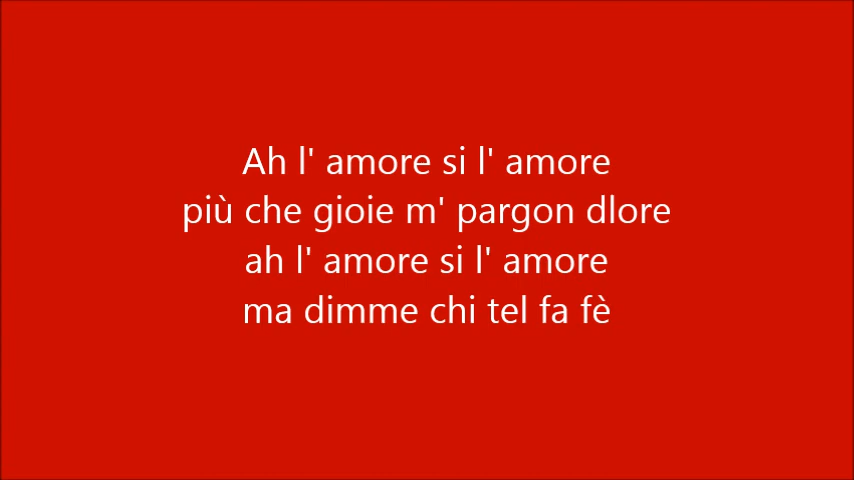 Ah l' amore si l' amore
più che gioie m' pargon dlore
ah l' amore si l' amore
ma dimme chi tel fa fè